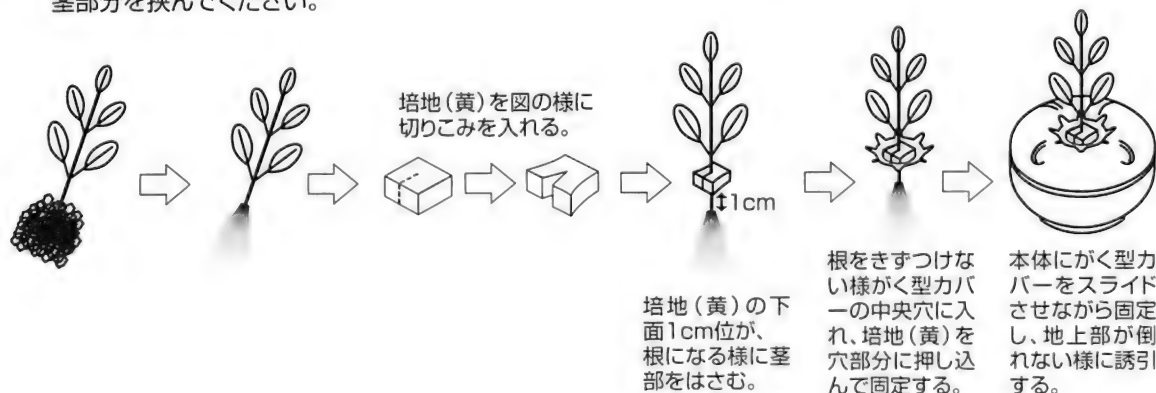 茎部分を挟んでください。
培地(黄)を図の様に
切りこみを入れる。
1cm
培地(黄)の下
面1cm位が、
根になる様に茎
部をはさむ。
根をきずつけな
い様がく型カバ
ーの中央穴に入
れ、培地(黄)を
穴部分に押し込
んで固定する。
本体にがく型カ
バーをスライド
させながら固定
し、地上部が倒
れない様に誘引
する。